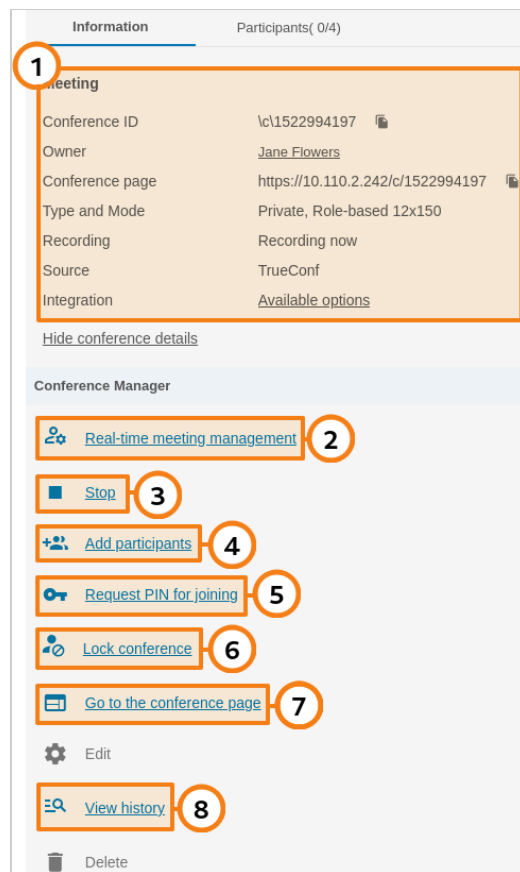 Information Participants( 0/4)
1
Meeting
Conference ID \c\1522994197
Owner Jane Flowers
Conference page https://10.110.2.242/c/1522994197
Type and Mode Private, Role-based 12x150
Recording Recording now
Source TrueConf
Integration Available options
Hide conference details
Conference Manager
Real-time meeting management 2
Stop 3
Add participants 4
Request PIN for joining 5
Lock conference 6
Go to the conference page 7
Edit
View history 8
Delete